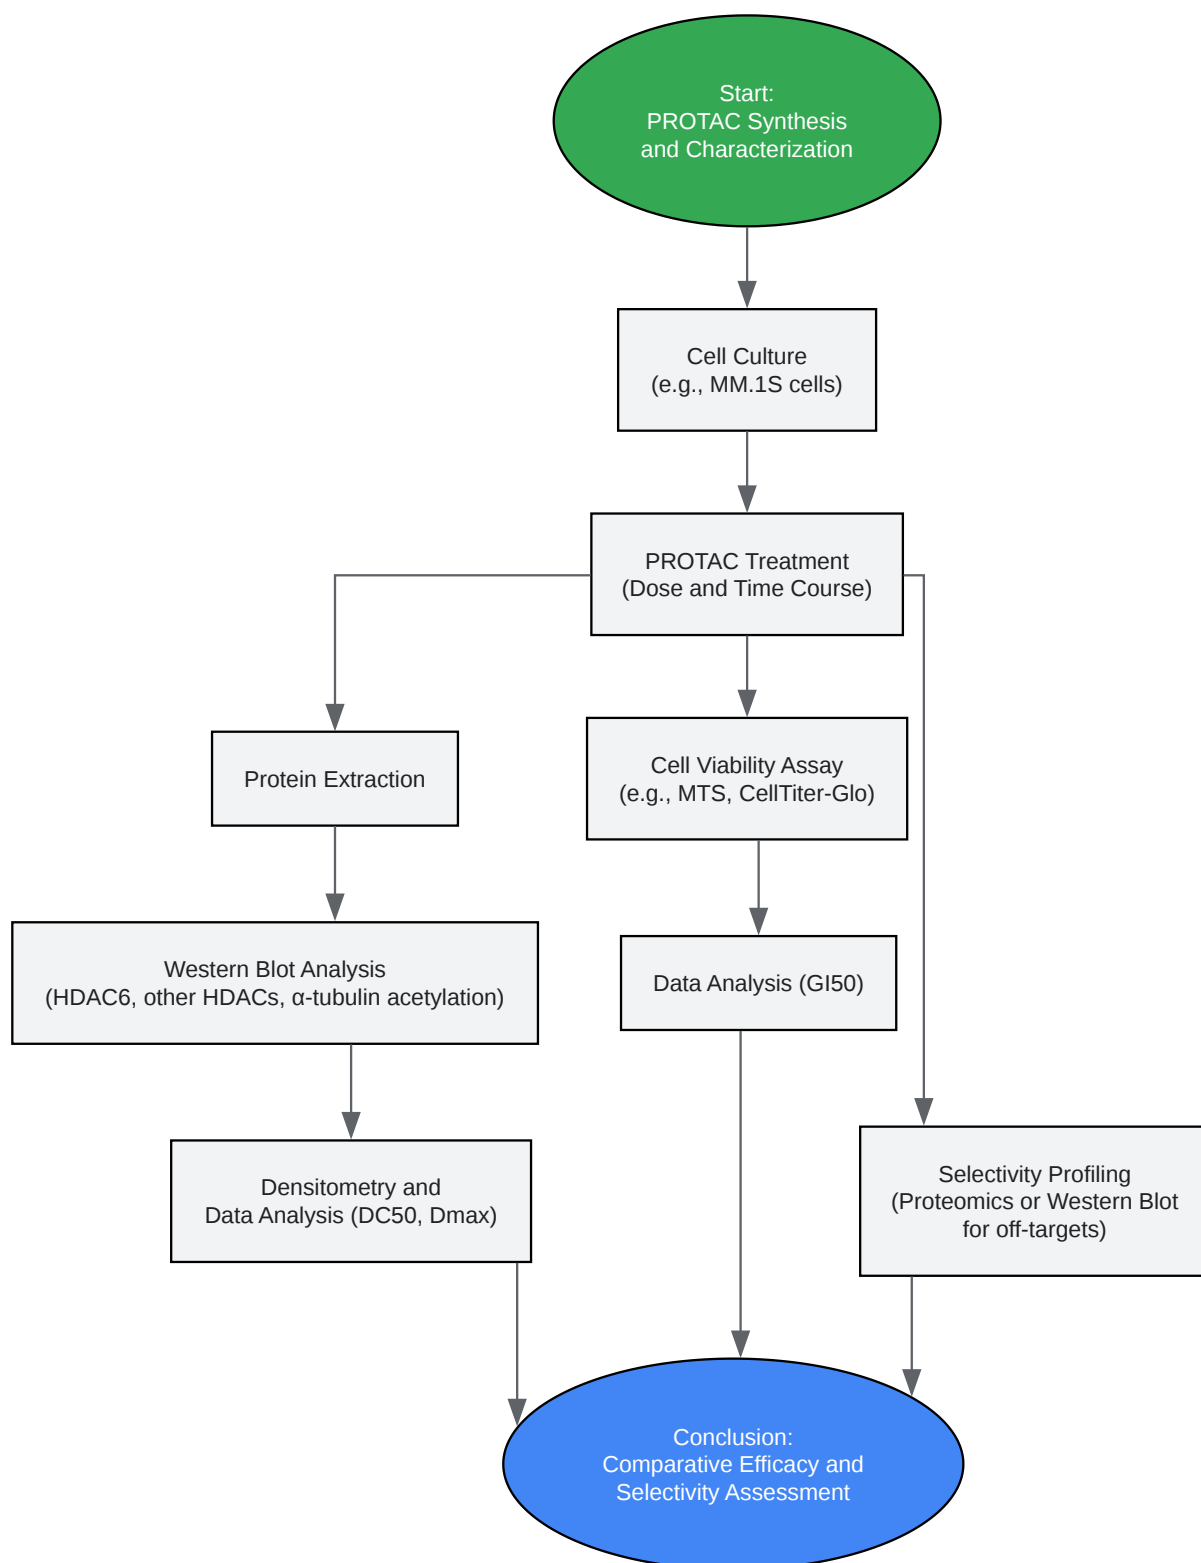 Start:
PROTAC Synthesis
and Characterization
Cell Culture
(e.g., MM.1S cells)
PROTAC Treatment
(Dose and Time Course)
Protein Extraction
Cell Viability Assay
(e.g., MTS, CellTiter-Glo)
Western Blot Analysis
(HDAC6, other HDACs, α-tubulin acetylation)
Data Analysis (GI50)
Densitometry and
Data Analysis (DC50, Dmax)
Selectivity Profiling
(Proteomics or Western Blot
for off-targets)
Conclusion:
Comparative Efficacy and
Selectivity Assessment